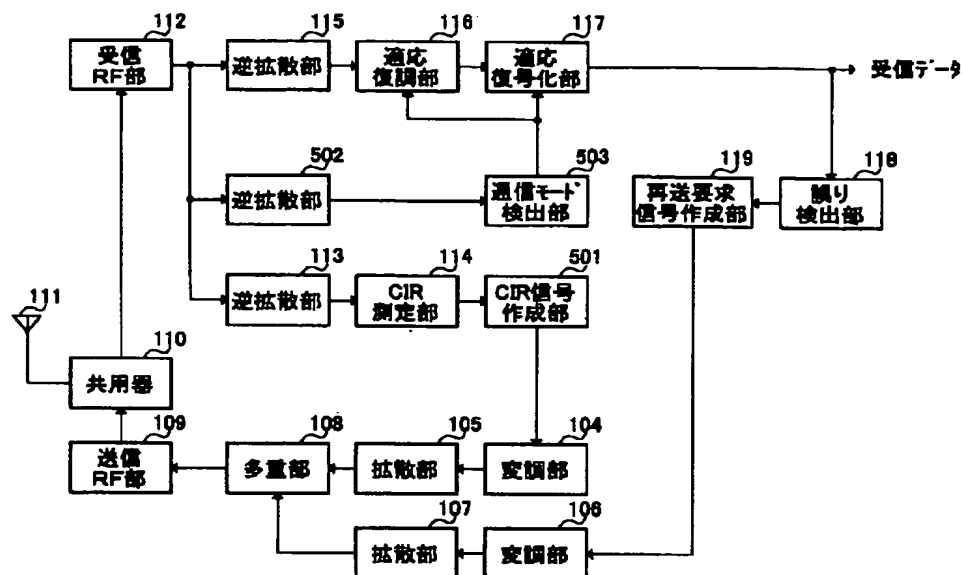 112
受信
RF部
115
逆拡散部
116
適応
復調部
117
適応
復号化部
受信データ
502
逆拡散部
503
通信モード
検出部
119
再送要求
信号作成部
118
誤り
検出部
113
逆拡散部
114
CIR
測定部
501
CIR信号
作成部
111
110
共用器
109
送信
RF部
108
多重部
105
拡散部
104
変調部
107
拡散部
106
変調部